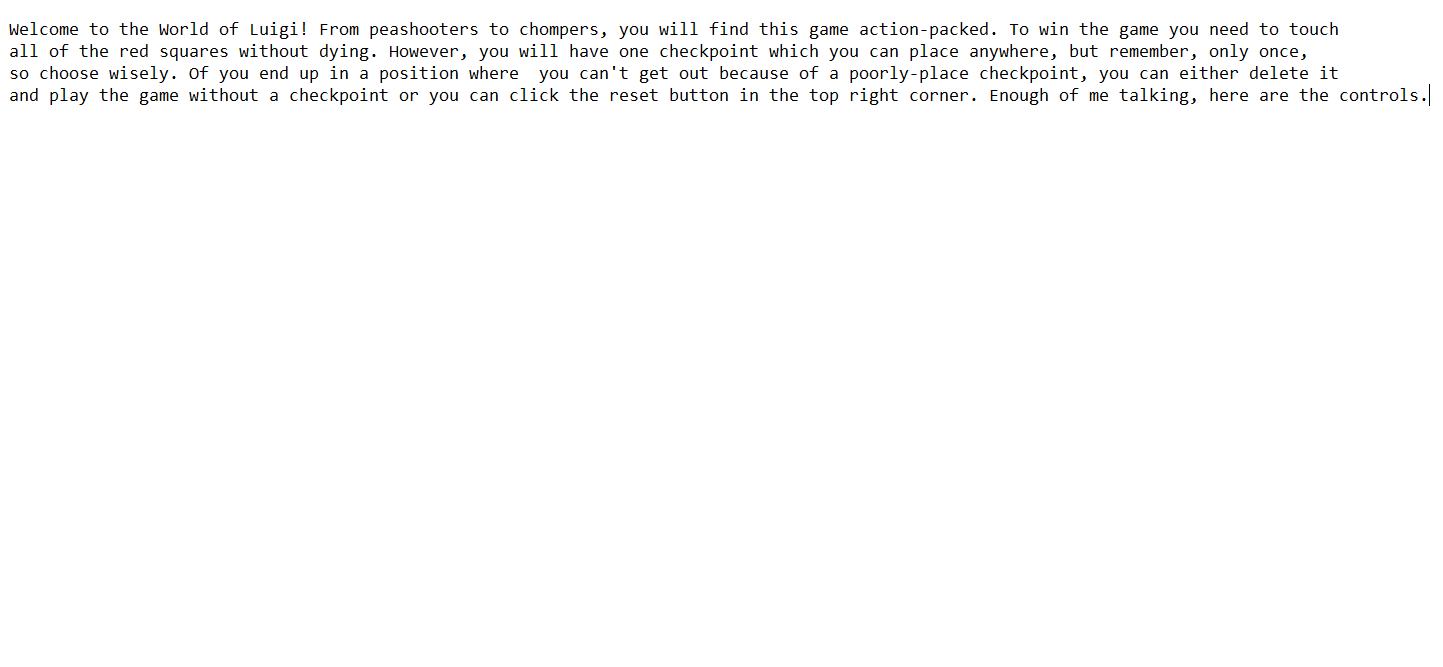 Welcome to the World of Luigi! From peashooters to chompers, you will find this game action-packed. To win the game you need to touch
all of the red squares without dying. However, you will have one checkpoint which you can place anywhere, but remember, only once,
so choose wisely. Of you end up in a position where  you can't get out because of a poorly-place checkpoint, you can either delete it
and play the game without a checkpoint or you can click the reset button in the top right corner. Enough of me talking, here are the controls.